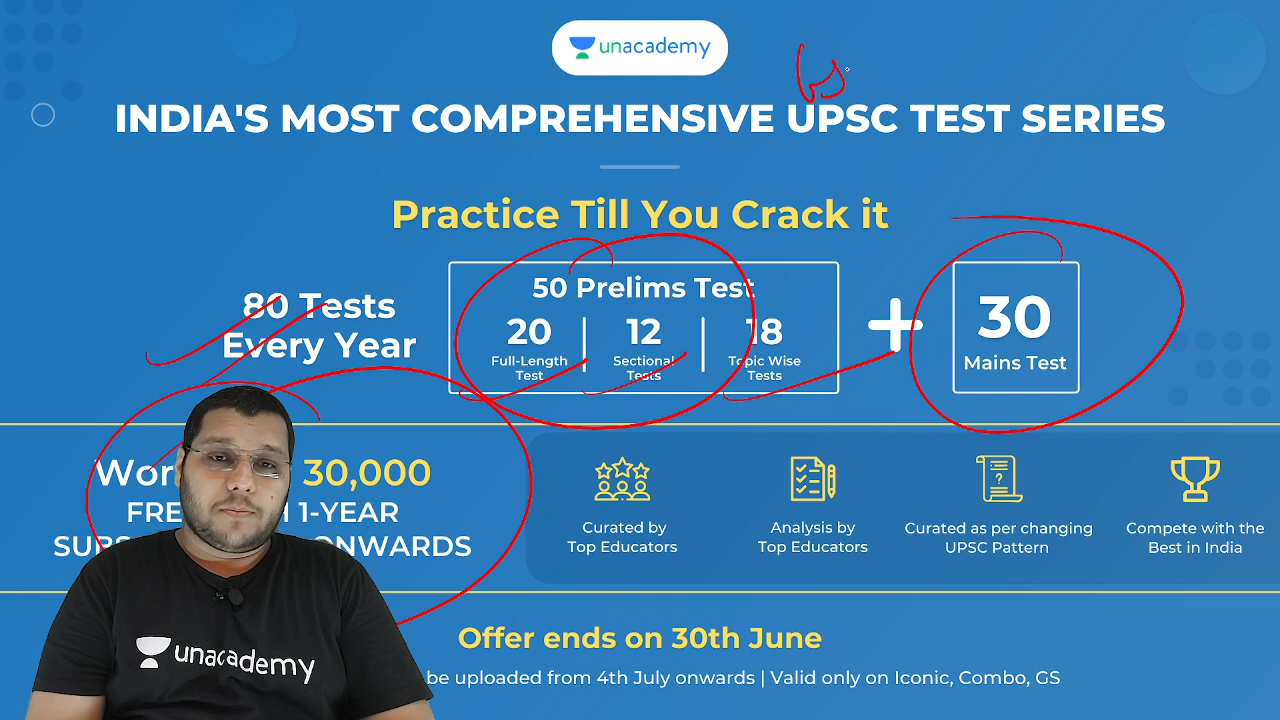 unacademy
INDIA'S MOST COMPREHENSIVE UPSC TEST SERIES
Practice Till You Crack it
80 Tests
Every Year
50 Prelims Test
20
Full-Length
Test
12
Sectional
Tests
18
Topic Wise
Tests
+
30
Mains Test
30,000
1-YEAR
ONWARDS
Curated by
Top Educators
Analysis by
Top Educators
Curated as per changing
UPSC Pattern
Compete with the
Best in India
Offer ends on 30th June
be uploaded from 4th July onwards | Valid only on Iconic, Combo, GS
unacademy